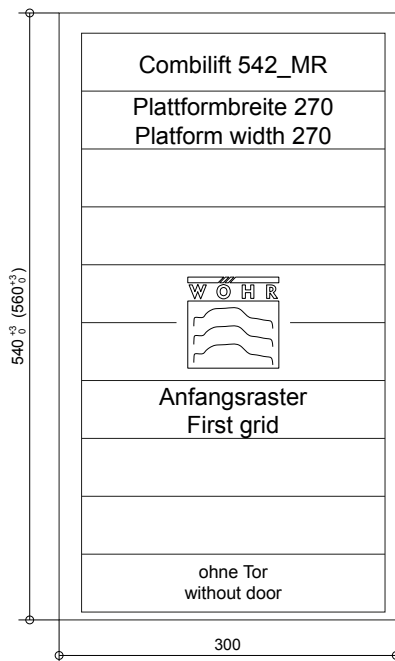 Combilift 542_MR
Plattformbreite 270
Platform width 270
540 +3 0 (560 +3 0)
WÖHR
Anfangsraster
First grid
ohne Tor
without door
300